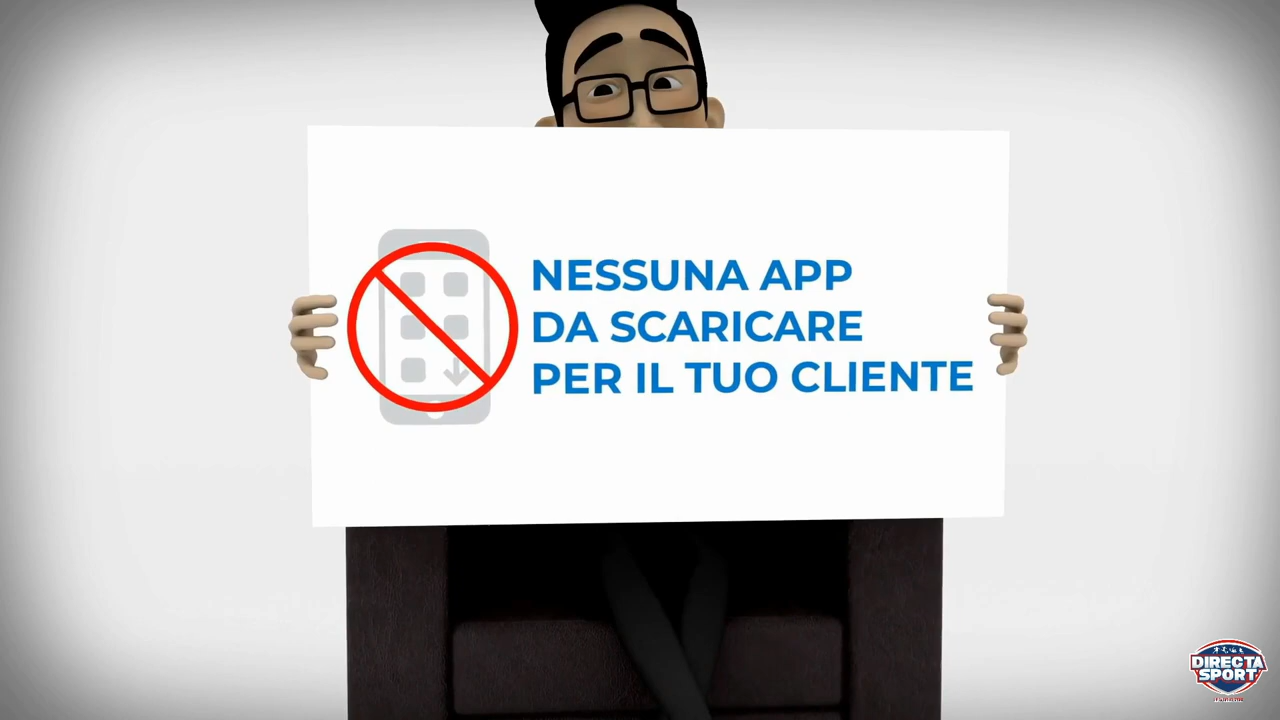 NESSUNA APP
DA SCARICARE
PER IL TUO CLIENTE
DIRECTA
SPORT